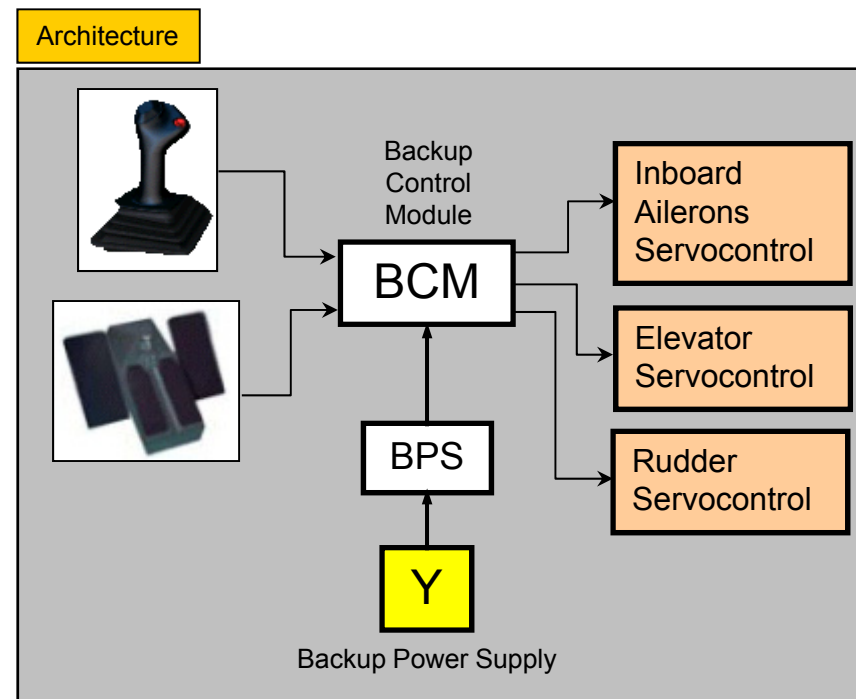 Architecture
Backup
Control
Module
BCM
Inboard
Ailerons
Servocontrol
Elevator
Servocontrol
Rudder
Servocontrol
BPS
Y
Backup Power Supply